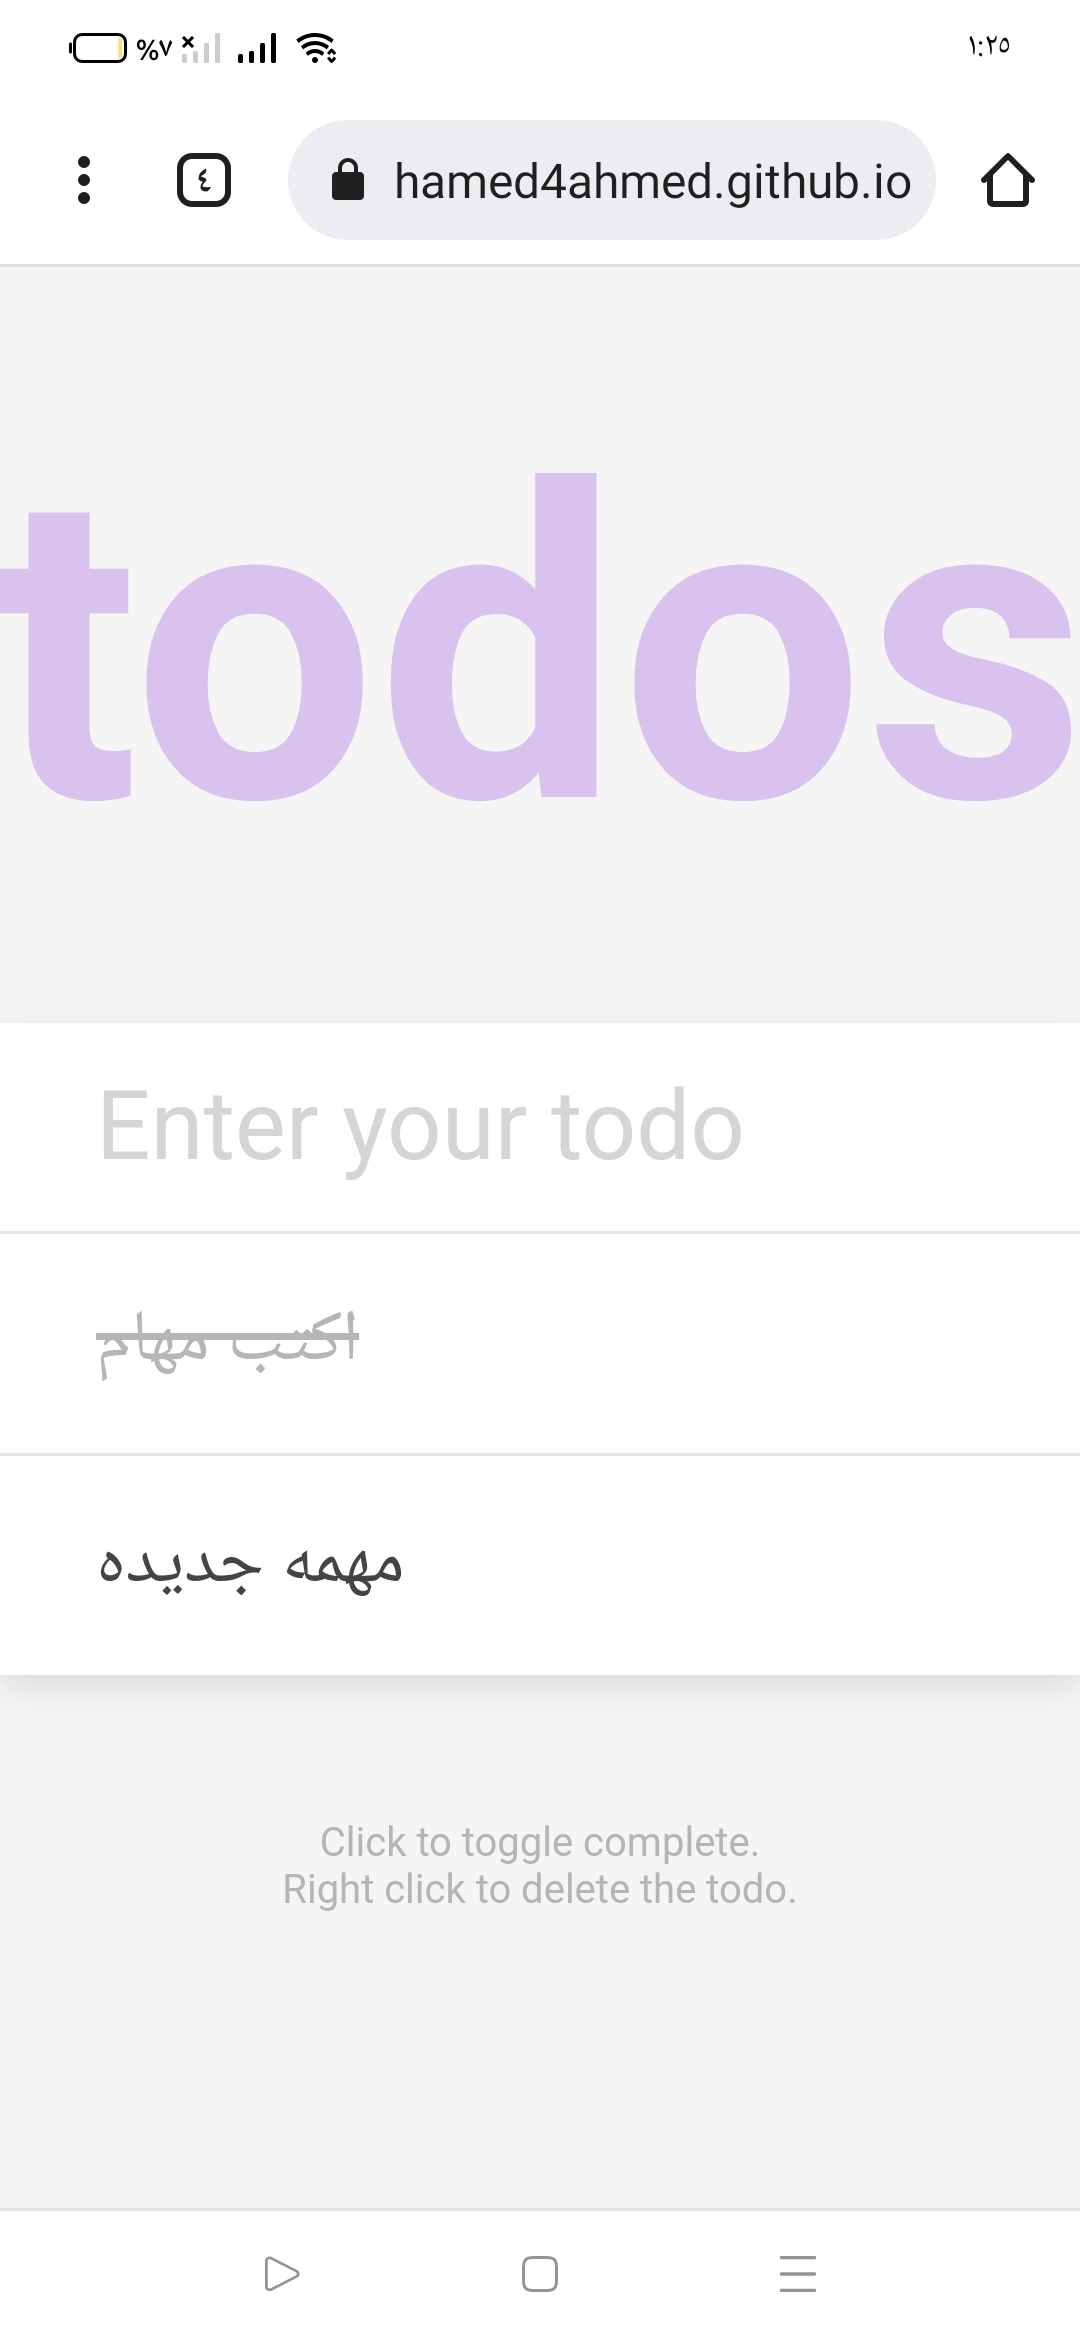 %٧
١:٢٥
٤
hamed4ahmed.github.io
todos
Enter your todo
اكتب مهام
مهمه جديده
Click to toggle complete.
Right click to delete the todo.